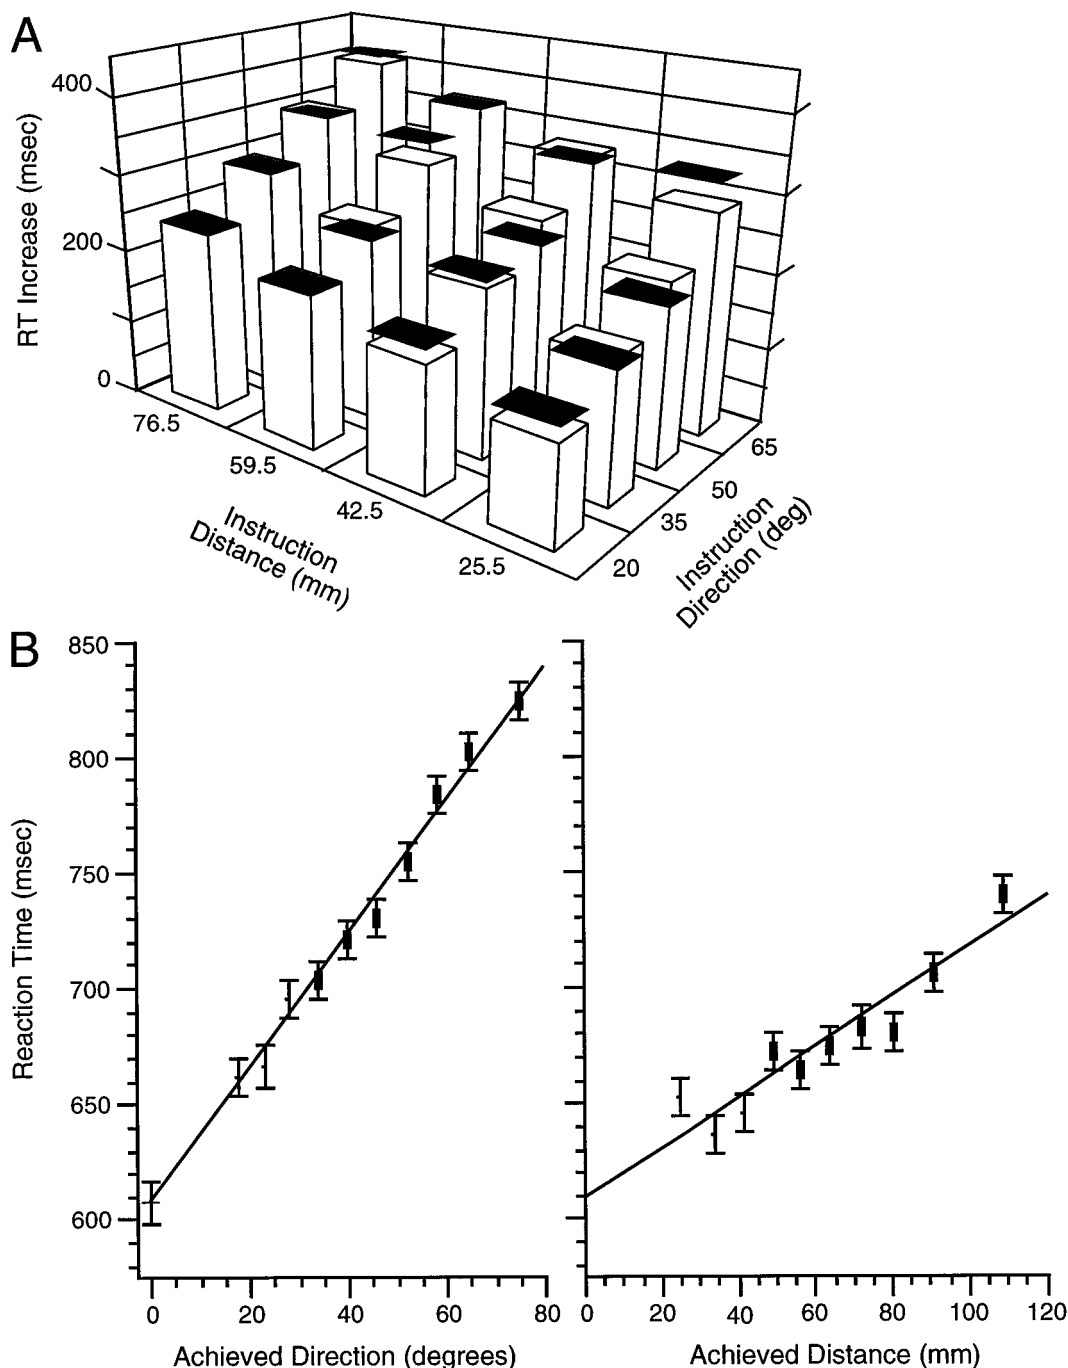 A
400
200
0
RT Increase (msec)
76.5
59.5
42.5
25.5
Instruction
Distance (mm)
65
50
35
20
Instruction
Direction (deg)
B
850
800
750
700
650
600
Reaction Time (msec)
0 20 40 60 80
Achieved Direction (degrees)
0 20 40 60 80 100 120
Achieved Distance (mm)